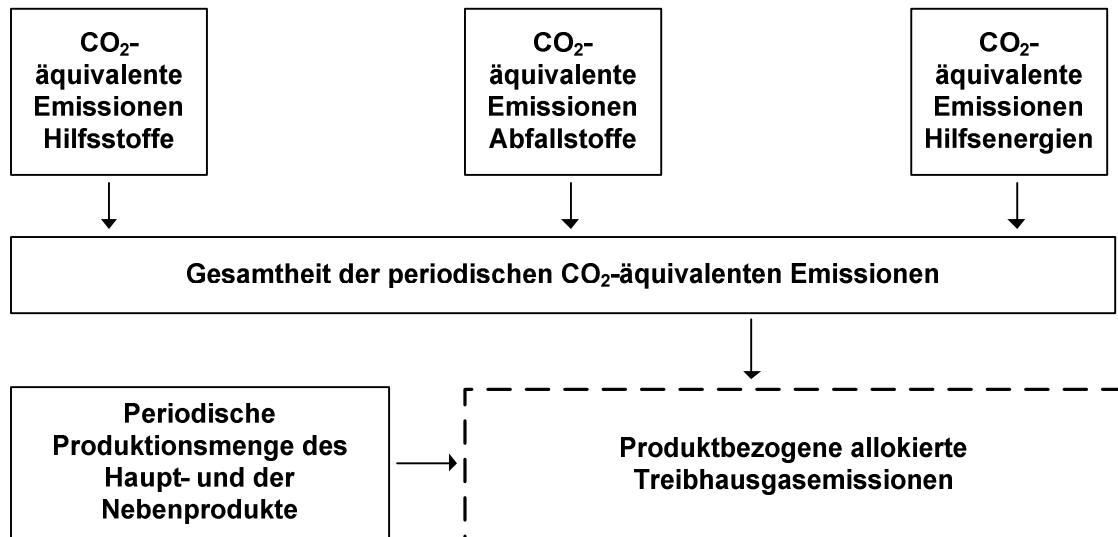 CO₂-
äquivalente
Emissionen
Hilfsstoffe
CO₂-
äquivalente
Emissionen
Abfallstoffe
CO₂-
äquivalente
Emissionen
Hilfsenergien
Gesamtheit der periodischen CO₂-äquivalenten Emissionen
Periodische
Produktionsmenge des
Haupt- und der
Nebenprodukte
Produktbezogene allokierte
Treibhausgasemissionen